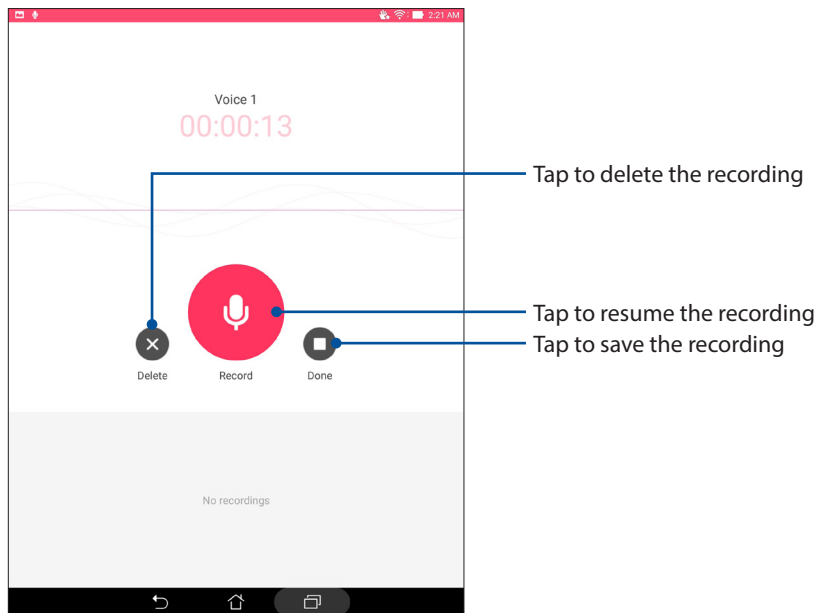 2:21 AM
Voice 1
00:00:13
Tap to delete the recording
Tap to resume the recording
Tap to save the recording
Delete Record Done
No recordings